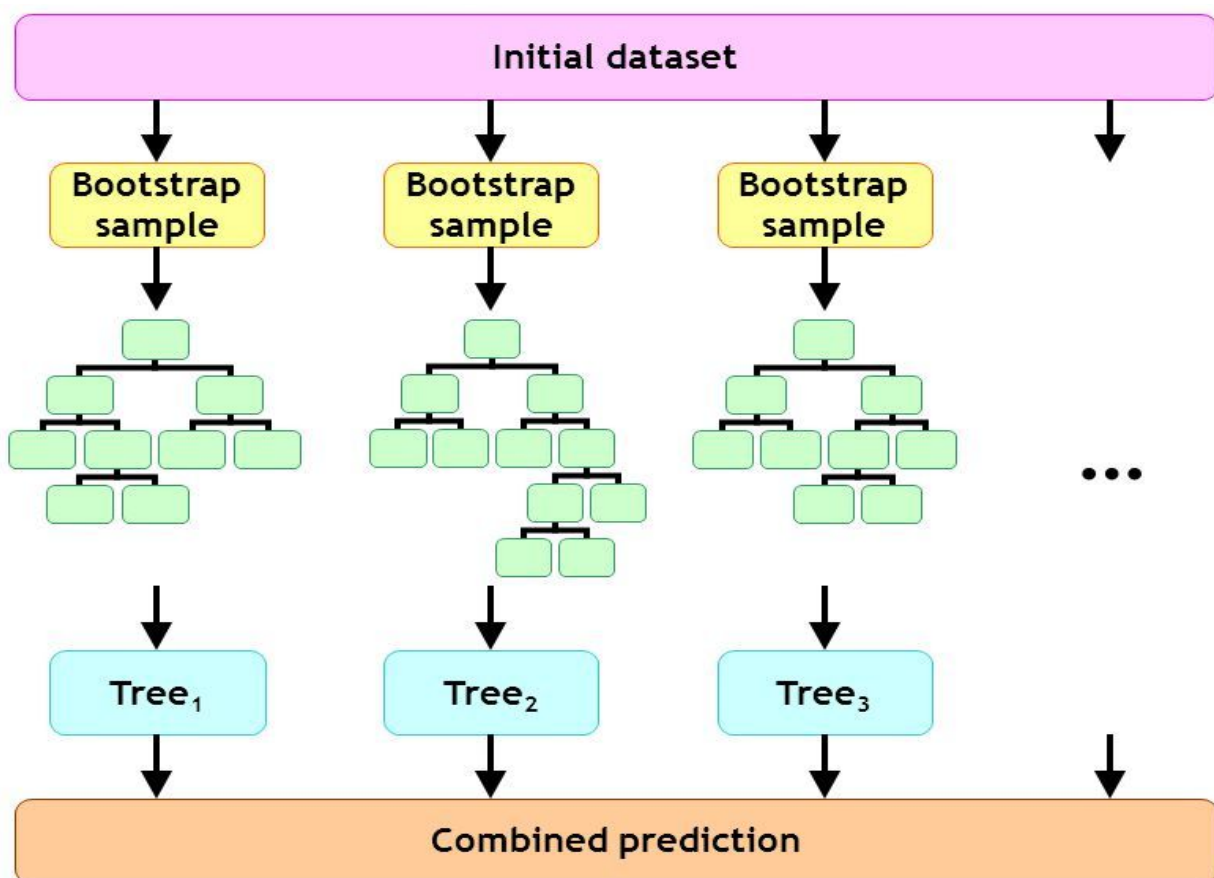 Initial dataset
Bootstrap
sample
Bootstrap
sample
Bootstrap
sample
...
Tree₁
Tree₂
Tree₃
Combined prediction